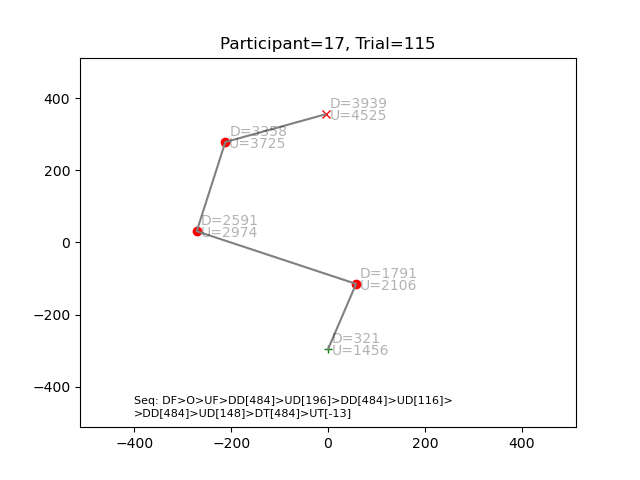 Participant=17, Trial=115
D=3939
U=4525
D=3358
U=3725
D=2591
U=2974
D=1791
U=2106
D=321
U=1456
Seq: DF>O>UF>DD[484]>UD[196]>DD[484]>UD[116]>
>DD[484]>UD[148]>DT[484]>UT[-13]
400
200
0
−200
−400
−400
−200
0
200
400